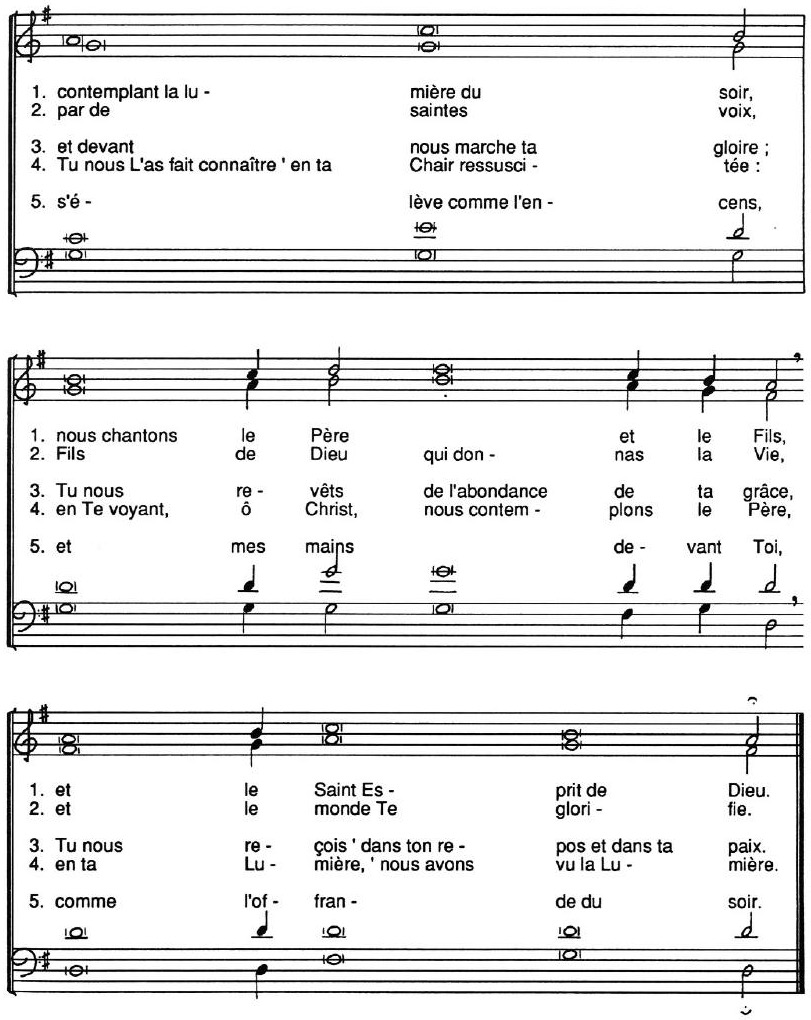 1. contemplant la lu - mière du soir,
2. par de saintes voix,
3. et devant nous marche ta gloire ;
4. Tu nous L'as fait connaître ' en ta Chair ressusci - tée :
5. s'é - lève comme l'en - cens,
1. nous chantons le Père et le Fils,
2. Fils de Dieu qui don - nas la Vie,
3. Tu nous re - vêts de l'abondance de ta grâce,
4. en Te voyant, ô Christ, nous contem - plons le Père,
5. et mes mains de - vant Toi,
1. et le Saint Es - prit de Dieu.
2. et le monde Te glori - fie.
3. Tu nous re - çois ' dans ton re - pos et dans ta paix.
4. en ta Lu - mière, ' nous avons vu la Lu - mière.
5. comme l'of - fran - de du soir.